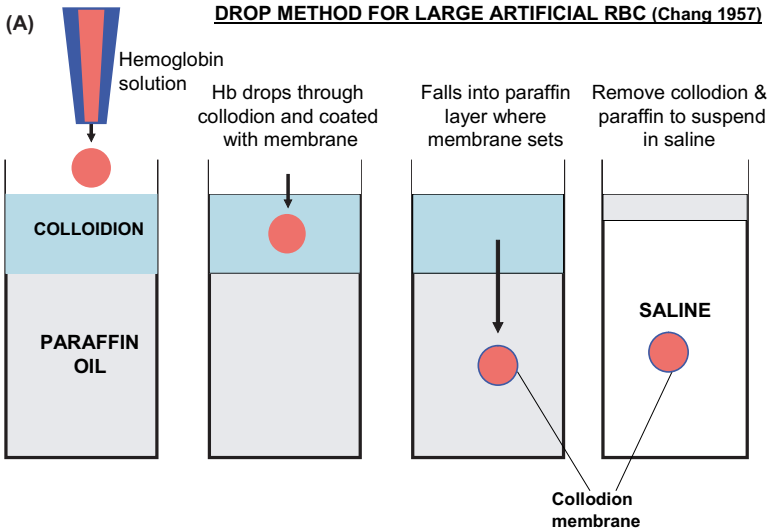 DROP METHOD FOR LARGE ARTIFICIAL RBC (Chang 1957)
(A)
Hemoglobin
solution
Hb drops through
collodion and coated
with membrane
Falls into paraffin
layer where
membrane sets
Remove collodion &
paraffin to suspend
in saline
COLLOIDION
PARAFFIN
OIL
SALINE
Collodion
membrane